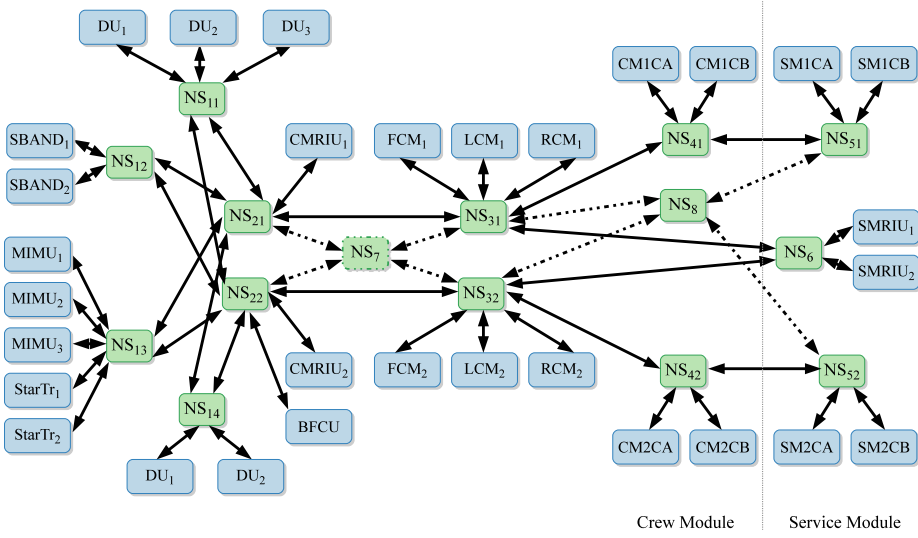 DU₁
DU₂
DU₃
NS₁₁
CM1CA
CM1CB
SM1CA
SM1CB
SBAND₁
SBAND₂
NS₁₂
CMRIU₁
FCM₁
LCM₁
RCM₁
NS₄₁
NS₅₁
NS₂₁
NS₃₁
NS₈
NS₇
NS₆
SMRIU₁
SMRIU₂
MIMU₁
MIMU₂
MIMU₃
StarTr₁
StarTr₂
NS₁₃
NS₂₂
NS₃₂
CMRIU₂
FCM₂
LCM₂
RCM₂
NS₄₂
NS₅₂
NS₁₄
BFCU
DU₁
DU₂
CM2CA
CM2CB
SM2CA
SM2CB
Crew Module
Service Module